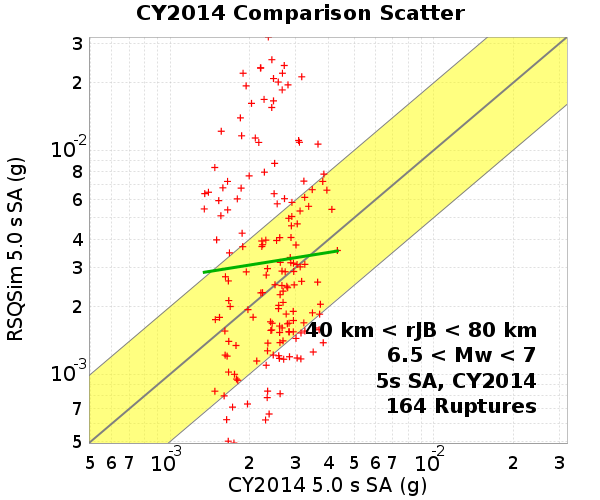 CY2014 Comparison Scatter
RSQSim 5.0 s SA (g)
3
2
10-2
8
6
4
3
2
10-3
7
5
40 km < rJB < 80 km
6.5 < Mw < 7
5s SA, CY2014
164 Ruptures
5 6 7 10-3 2 3 4 5 6 7 10-2 2 3
CY2014 5.0 s SA (g)